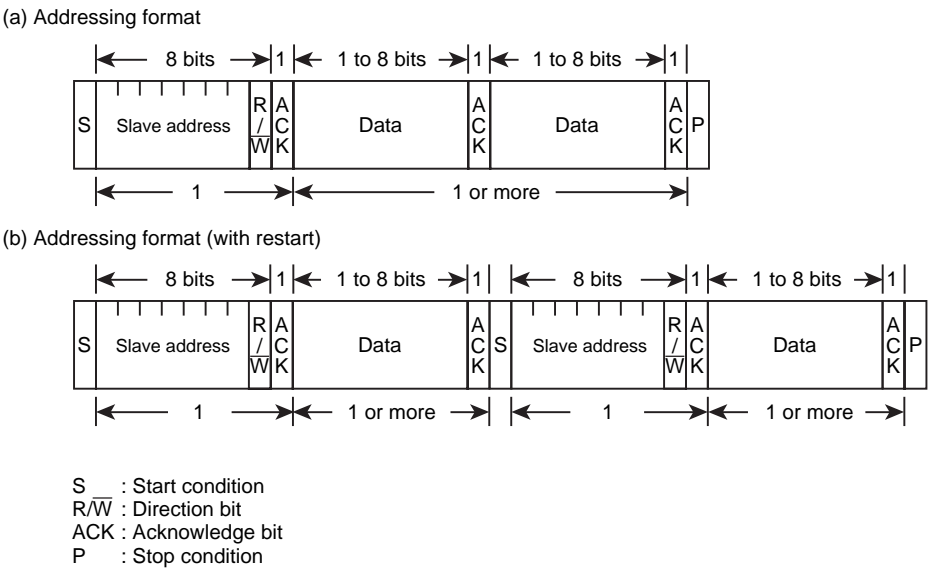 (a) Addressing format
8 bits 1 1 to 8 bits 1 1 to 8 bits 1
S Slave address R/W̅ ACK Data ACK Data ACK P
1 1 or more
(b) Addressing format (with restart)
8 bits 1 1 to 8 bits 1 8 bits 1 1 to 8 bits 1
S Slave address R/W̅ ACK Data ACK S Slave address R/W̅ ACK Data ACK P
1 1 or more 1 1 or more
S : Start condition
R/W̅ : Direction bit
ACK : Acknowledge bit
P : Stop condition